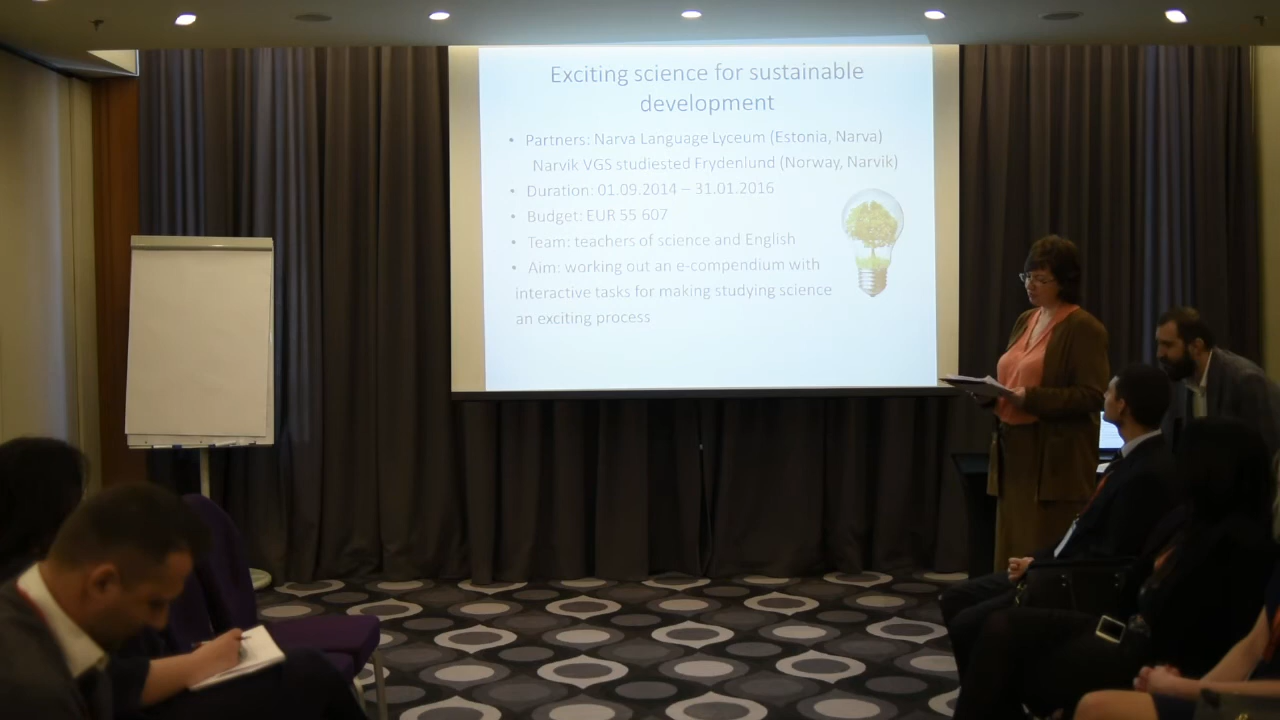 Exciting science for sustainable
development
• Partners: Narva Language Lyceum (Estonia, Narva)
Narvik VGS studiested Frydenlund (Norway, Narvik)
• Duration: 01.09.2014 – 31.01.2016
• Budget: EUR 55 607
• Team: teachers of science and English
• Aim: working out an e-compendium with
interactive tasks for making studying science
an exciting process